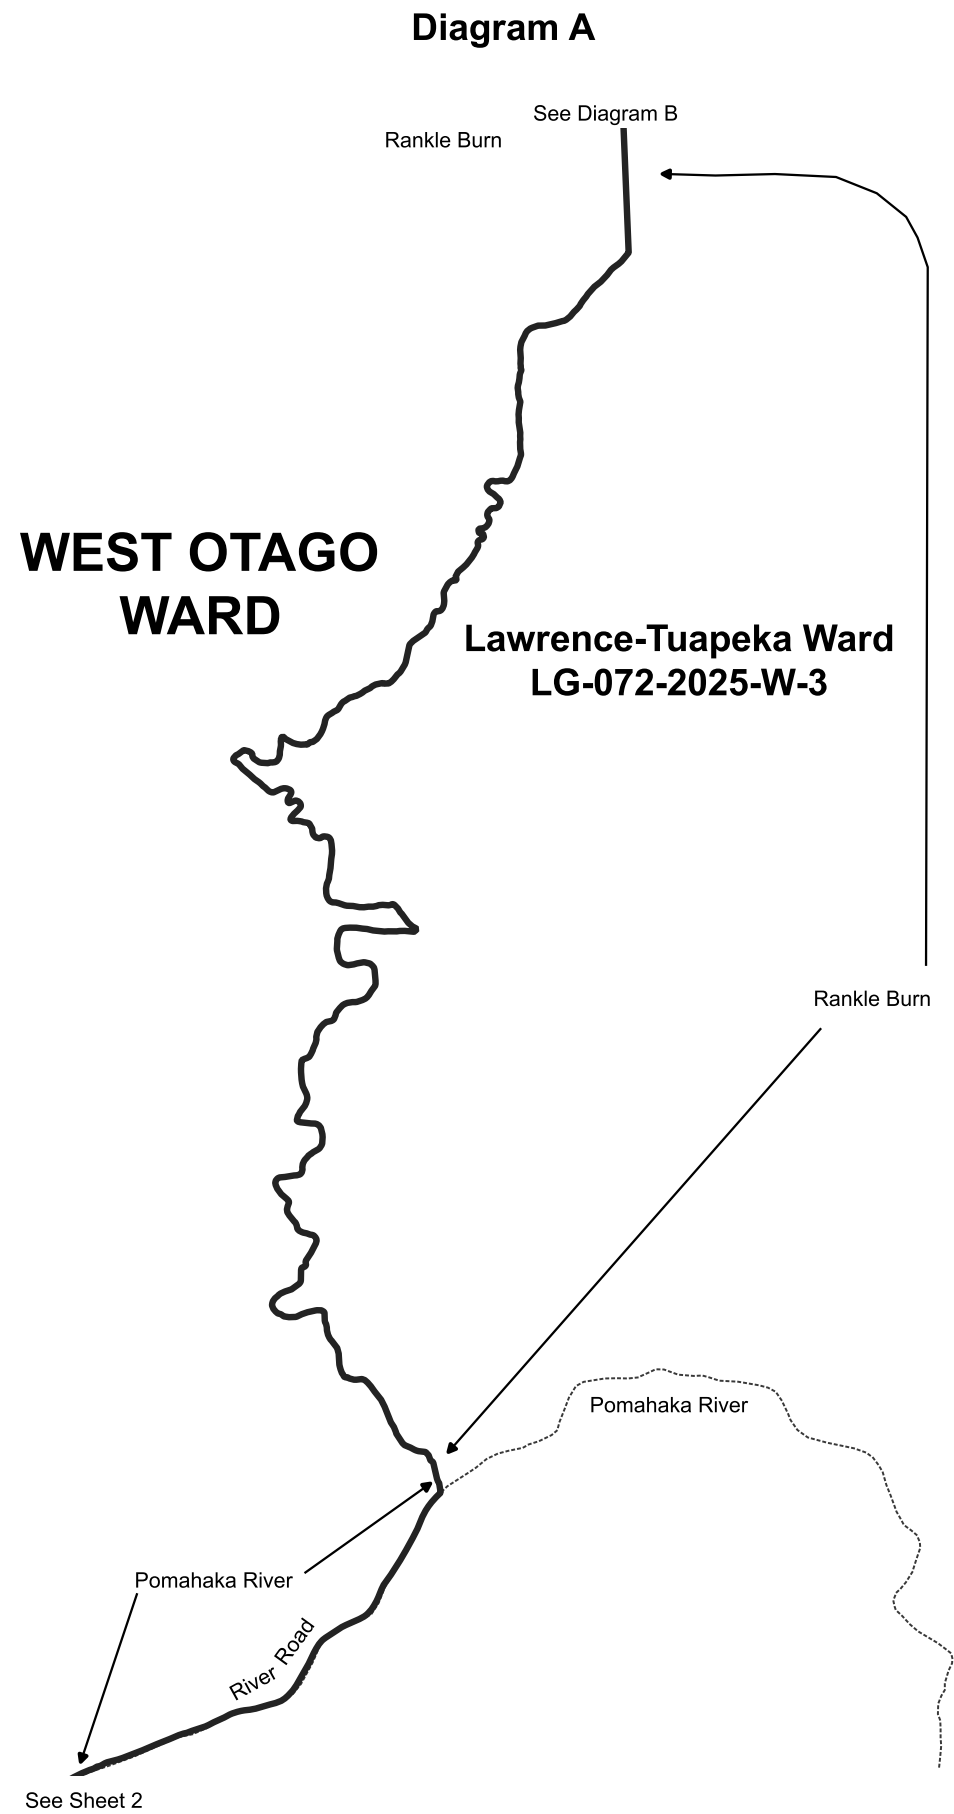 Diagram A
See Diagram B
Rankle Burn
WEST OTAGO
WARD
Lawrence-Tuapeka Ward
LG-072-2025-W-3
Rankle Burn
Pomahaka River
Pomahaka River
River Road
See Sheet 2